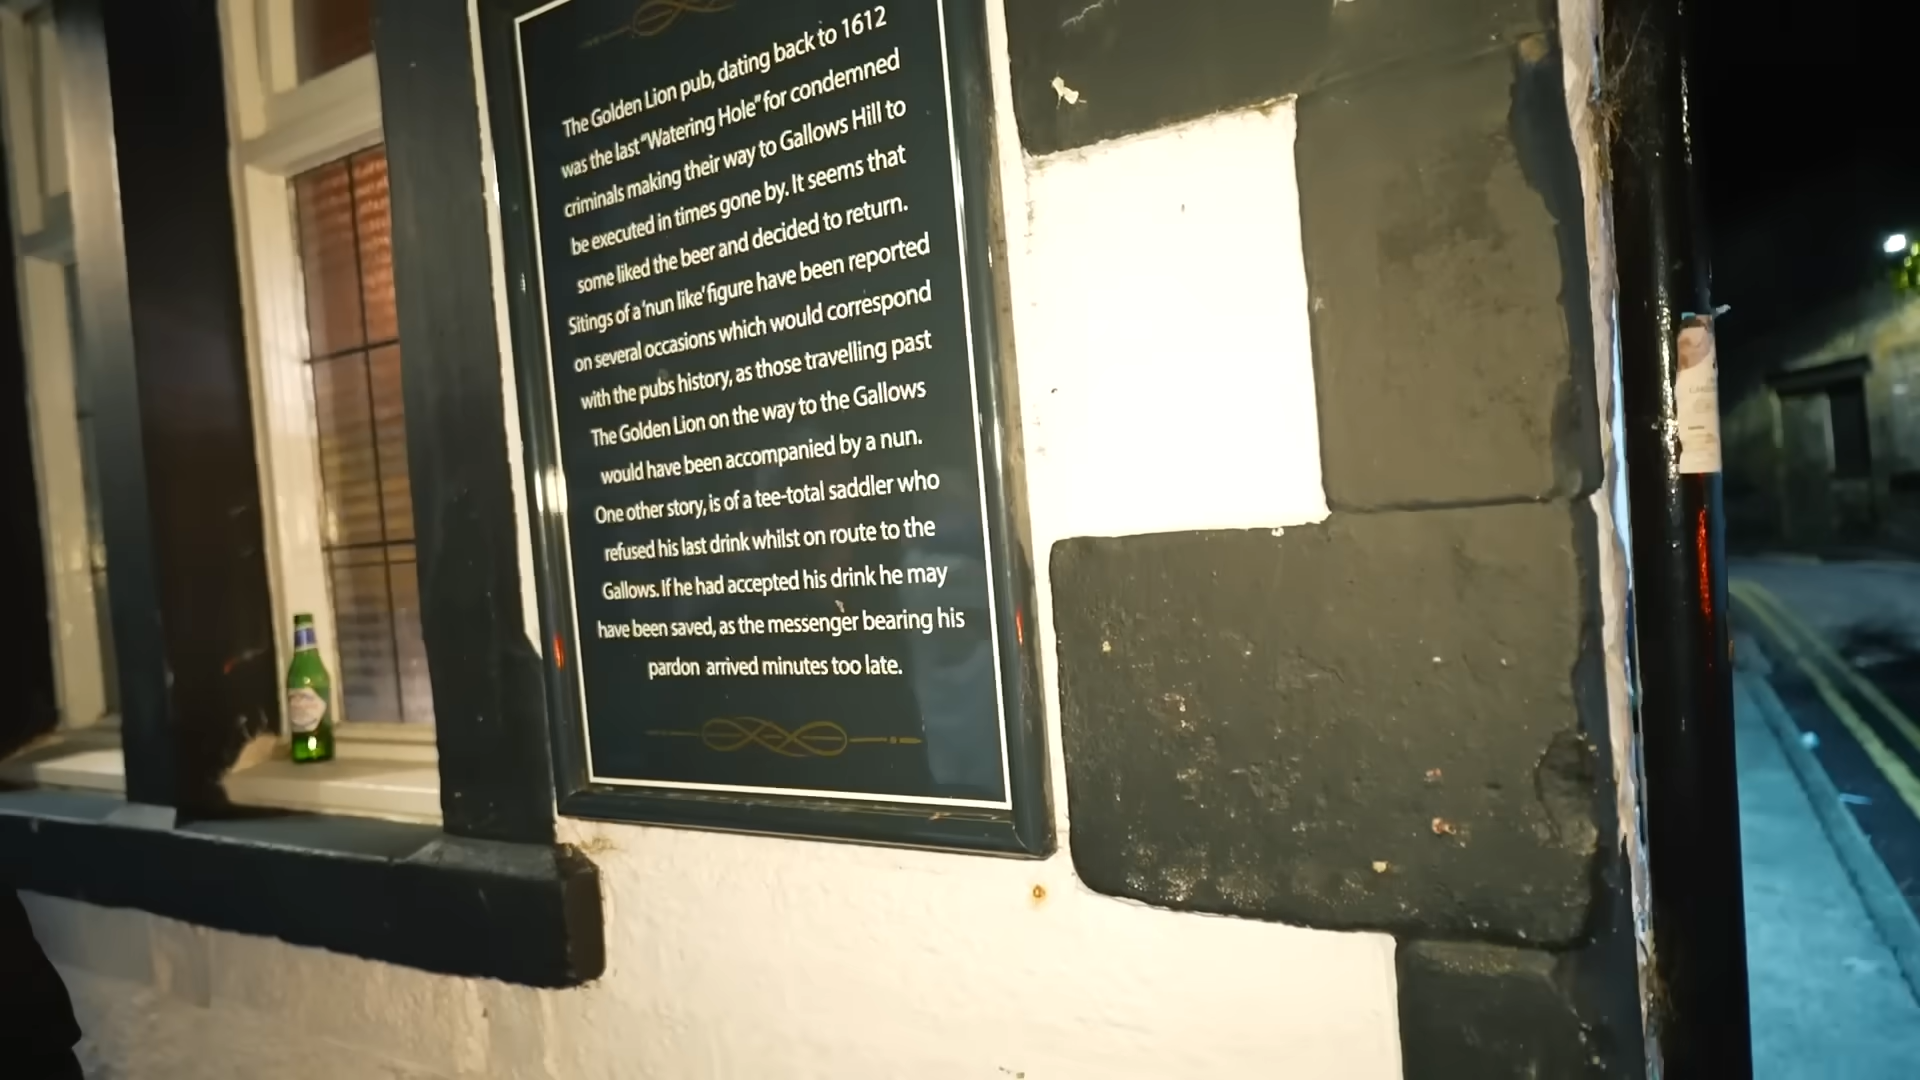 The Golden Lion pub, dating back to 1612
was the last "Watering Hole" for condemned
criminals making their way to Gallows Hill to
be executed in times gone by. It seems that
some liked the beer and decided to return.
Sitings of a 'nun like' figure have been reported
on several occasions which would correspond
with the pubs history, as those travelling past
The Golden Lion on the way to the Gallows
would have been accompanied by a nun.
One other story, is of a tee-total saddler who
refused his last drink whilst on route to the
Gallows. If he had accepted his drink he may
have been saved, as the messenger bearing his
pardon arrived minutes too late.